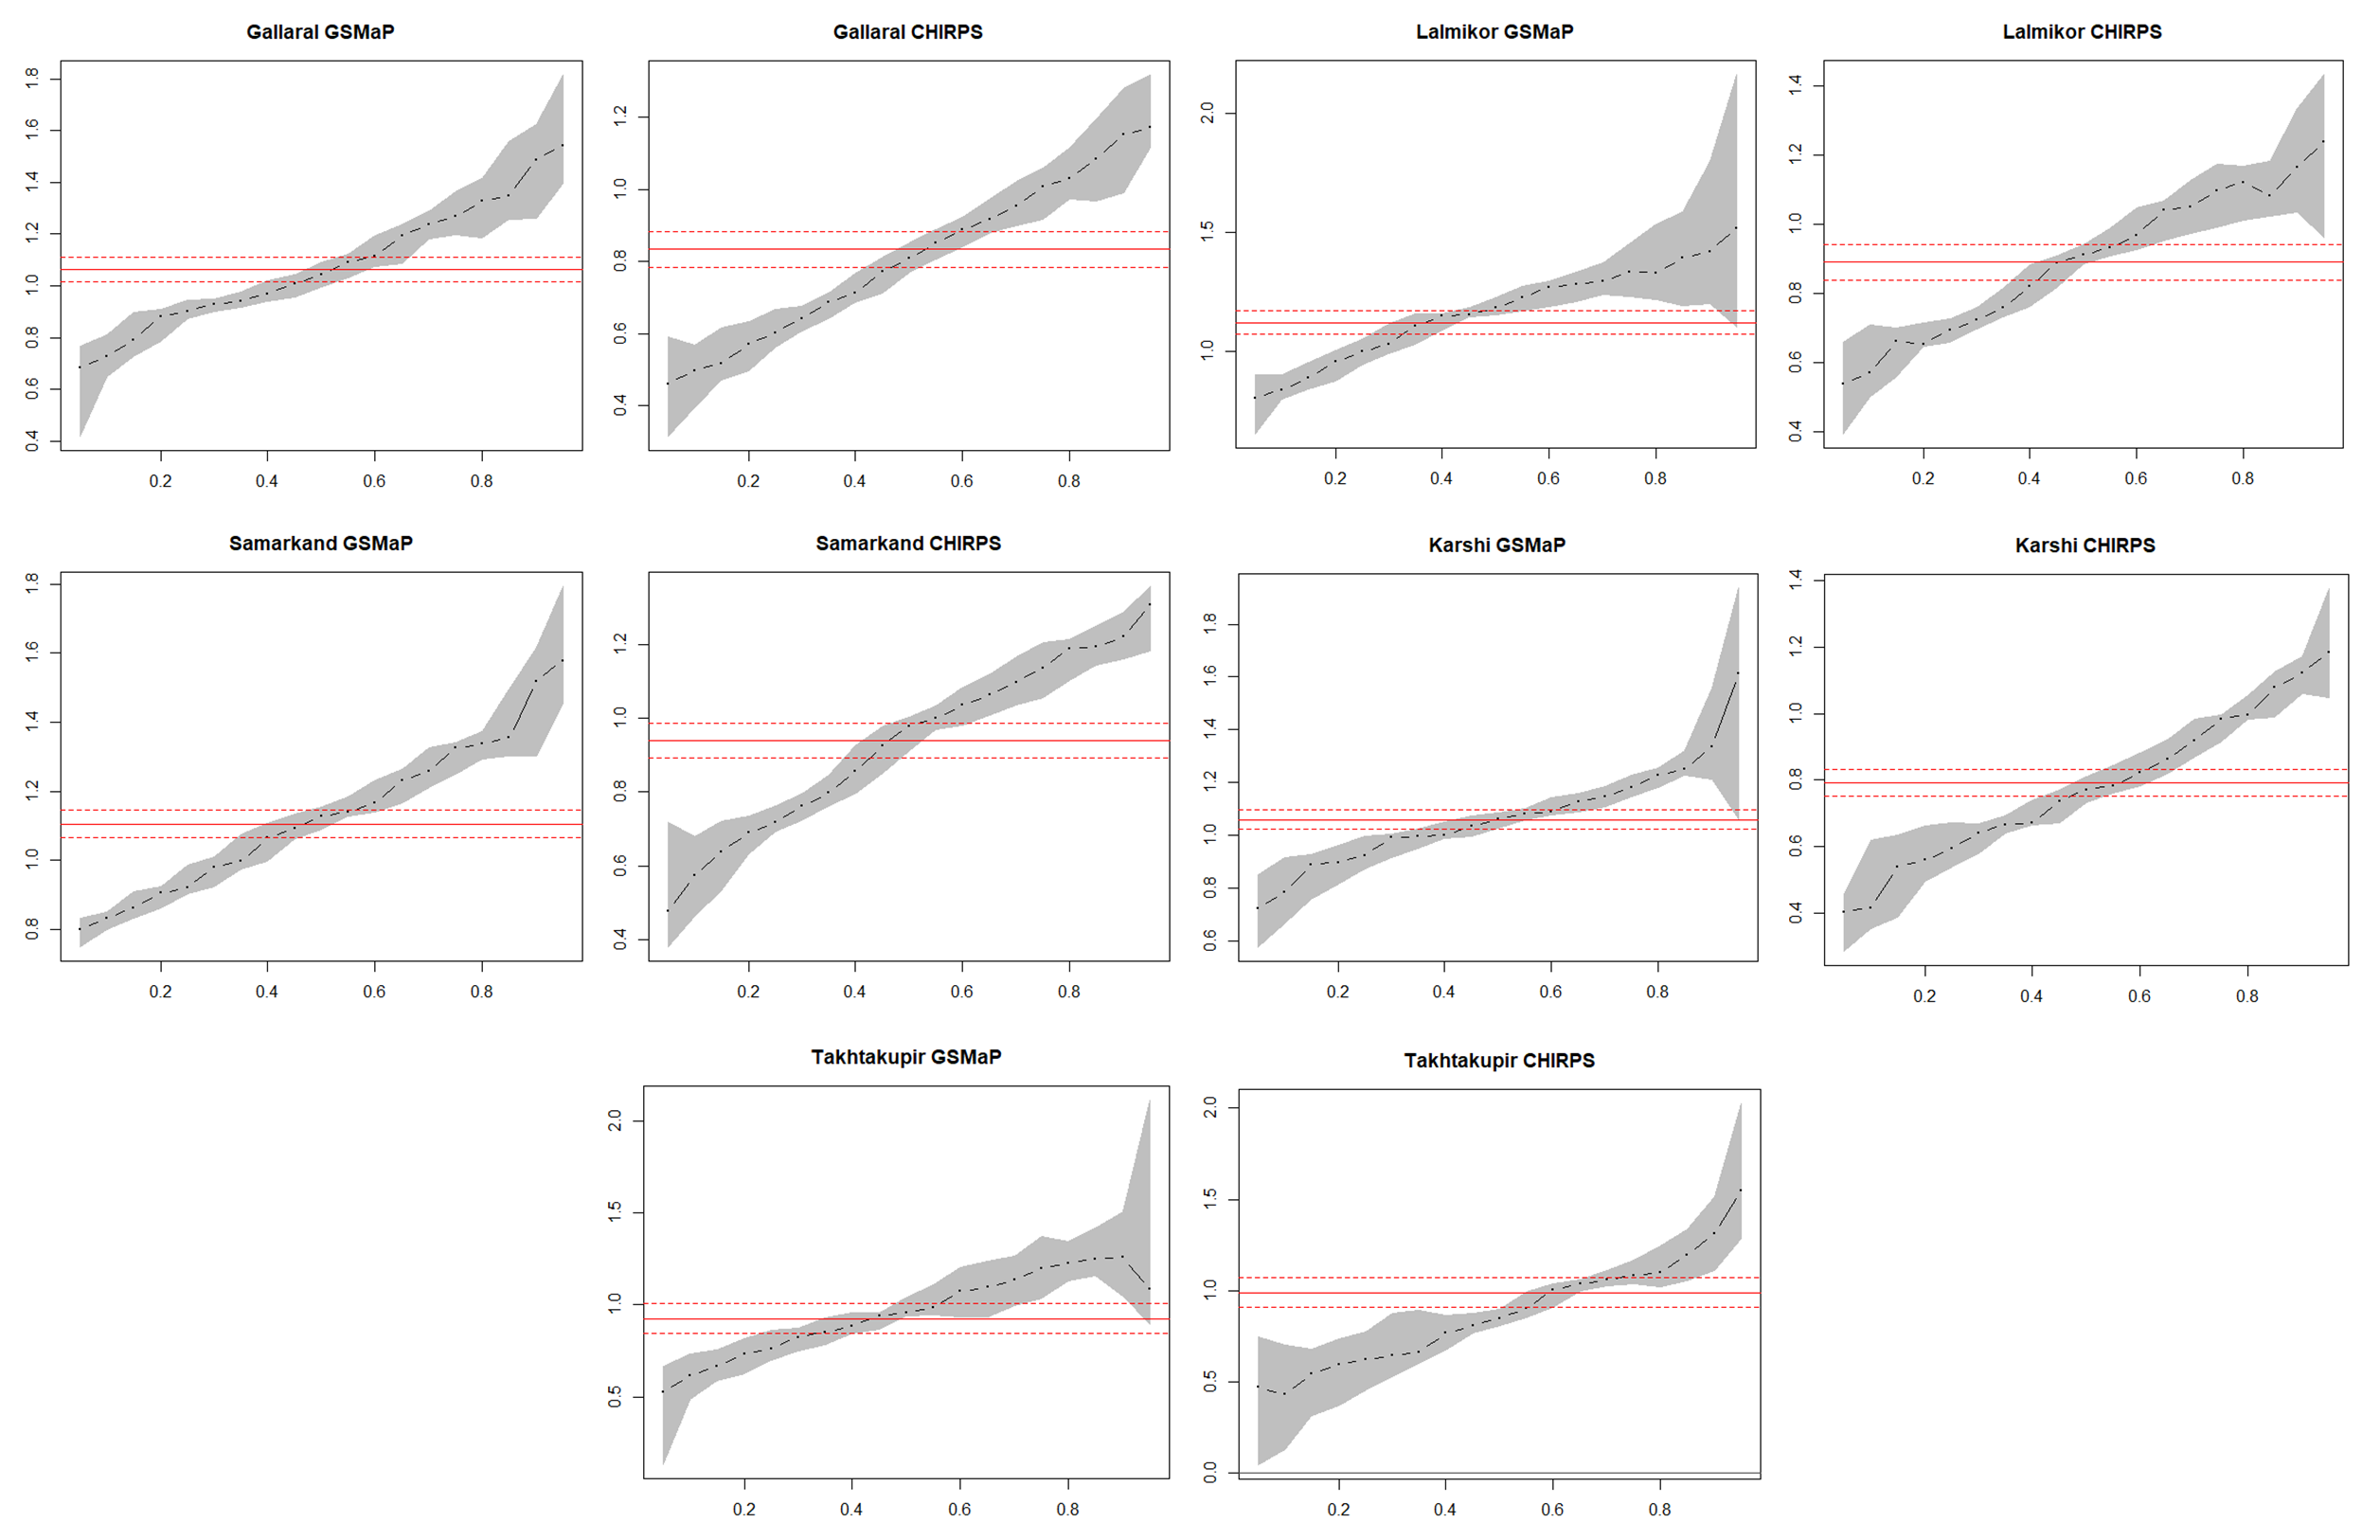 Gallaral GSMaP
1.8
1.6
1.4
1.2
1.0
0.8
0.6
0.4
0.2 0.4 0.6 0.8
Gallaral CHIRPS
1.2
1.0
0.8
0.6
0.4
0.2 0.4 0.6 0.8
Lalmikor GSMaP
2.0
1.5
1.0
0.2 0.4 0.6 0.8
Lalmikor CHIRPS
1.4
1.2
1.0
0.8
0.6
0.4
0.2 0.4 0.6 0.8
Samarkand GSMaP
1.8
1.6
1.4
1.2
1.0
0.8
0.2 0.4 0.6 0.8
Samarkand CHIRPS
1.2
1.0
0.8
0.6
0.4
0.2 0.4 0.6 0.8
Karshi GSMaP
1.8
1.6
1.4
1.2
1.0
0.8
0.6
0.2 0.4 0.6 0.8
Karshi CHIRPS
1.4
1.2
1.0
0.8
0.6
0.4
0.2 0.4 0.6 0.8
Takhtakupir GSMaP
2.0
1.5
1.0
0.5
0.2 0.4 0.6 0.8
Takhtakupir CHIRPS
2.0
1.5
1.0
0.5
0.0
0.2 0.4 0.6 0.8